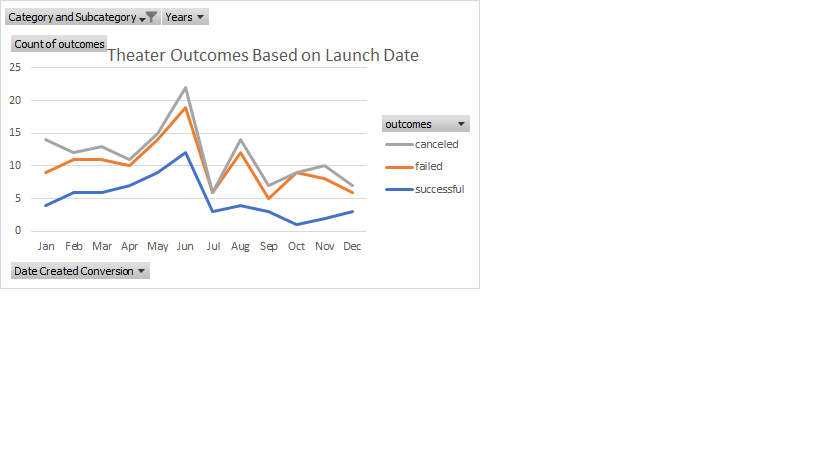 Category and Subcategory Years
Count of outcomes
Theater Outcomes Based on Launch Date
25
20
15
10
5
0
Jan Feb Mar Apr May Jun Jul Aug Sep Oct Nov Dec
outcomes
canceled
failed
successful
Date Created Conversion